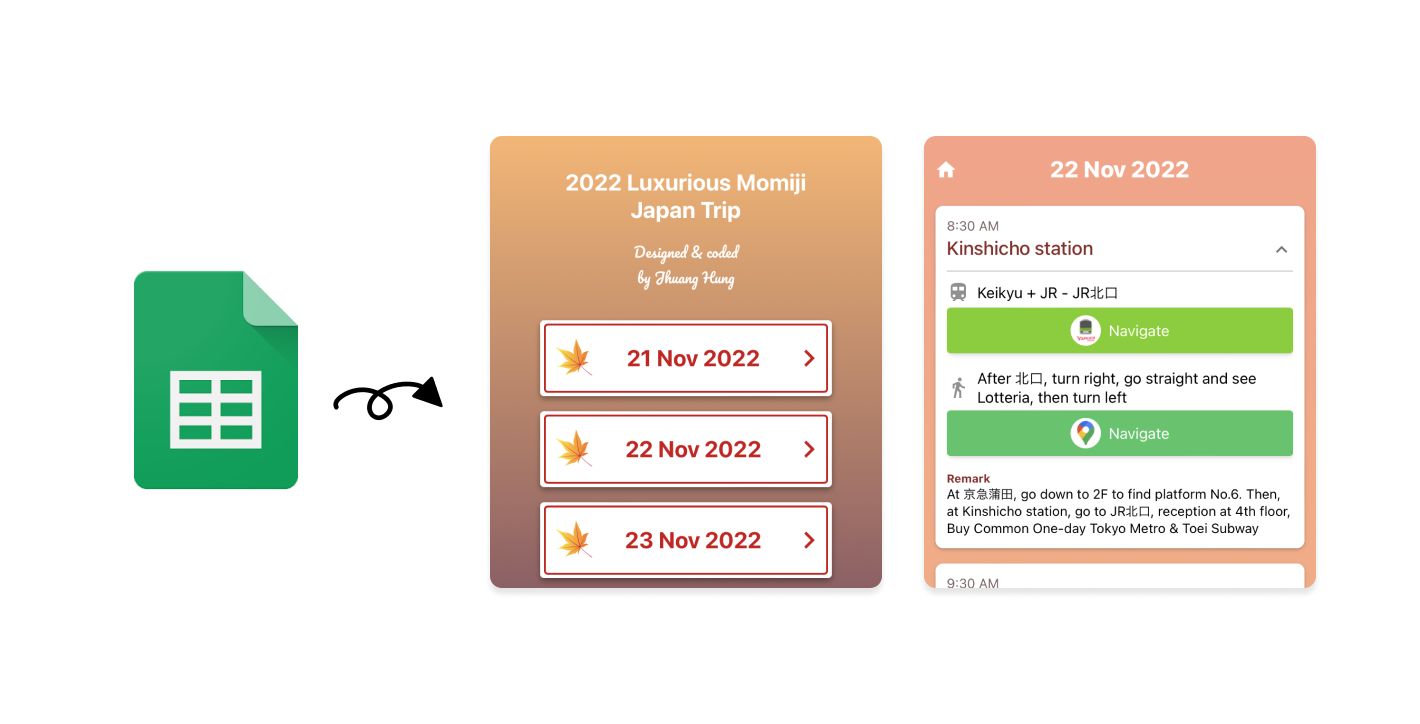 2022 Luxurious Momiji
Japan Trip
Designed & coded
by Jhuang Hung
21 Nov 2022
22 Nov 2022
23 Nov 2022
22 Nov 2022
8:30 AM
Kinshicho station
Keikyu + JR - JR北口
Navigate
After 北口, turn right, go straight and see
Lotteria, then turn left
Navigate
Remark
At 京急蒲田, go down to 2F to find platform No.6. Then,
at Kinshicho station, go to JR北口, reception at 4th floor,
Buy Common One-day Tokyo Metro & Toei Subway
9:30 AM